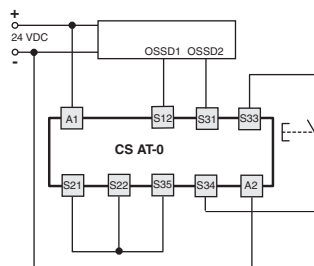 +
24 VDC
-
OSSD1 OSSD2
A1 S12 S31 S33
CS AT-0
S21 S22 S35 S34 A2